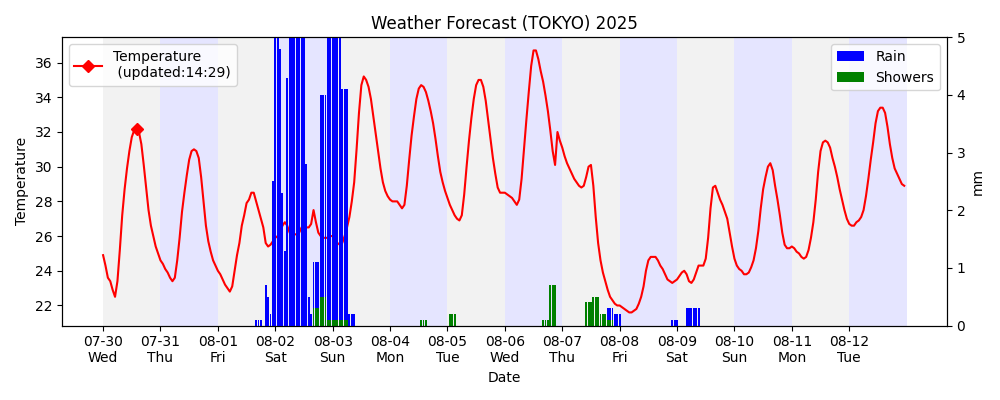 Weather Forecast (TOKYO) 2025
Temperature
(updated:14:29)
Rain
Showers
36
34
32
30
28
26
24
22
Temperature
5
4
3
2
1
0
mm
07-30 07-31 08-01 08-02 08-03 08-04 08-05 08-06 08-07 08-08 08-09 08-10 08-11 08-12
Wed Thu Fri Sat Sun Mon Tue Wed Thu Fri Sat Sun Mon Tue
Date